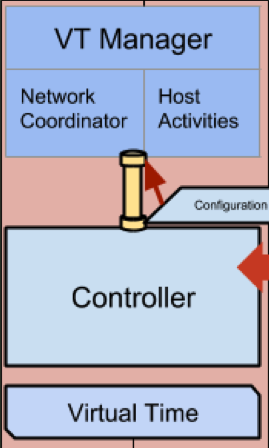 VT Manager
Network
Coordinator
Host
Activities
Configuration
Controller
Virtual Time